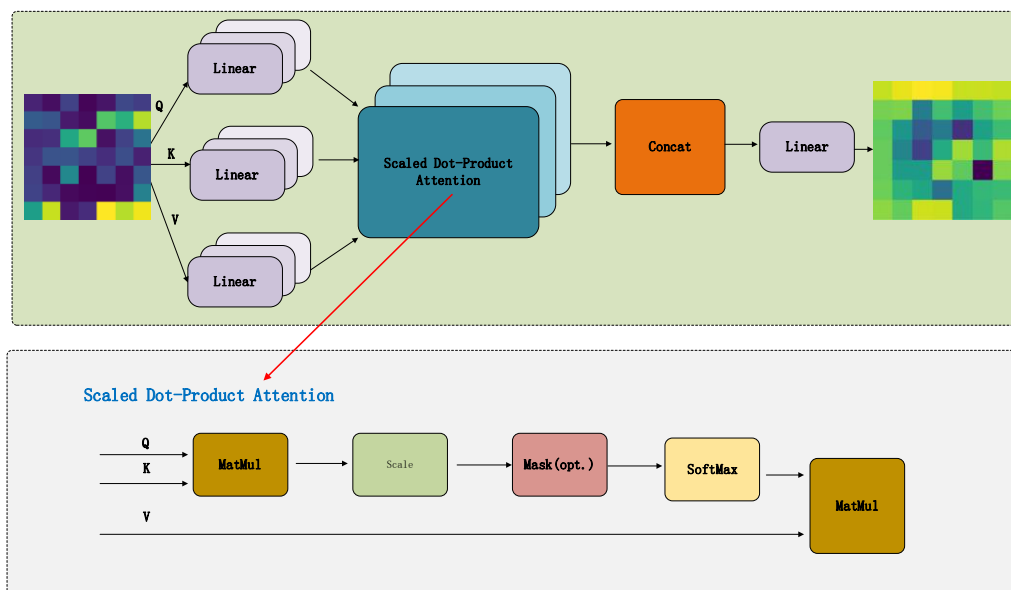 Linear
Q
K
Linear
V
Linear
Scaled Dot-Product
Attention
Concat
Linear
Scaled Dot-Product Attention
Q
K
V
MatMul
Scale
Mask(opt.)
SoftMax
MatMul